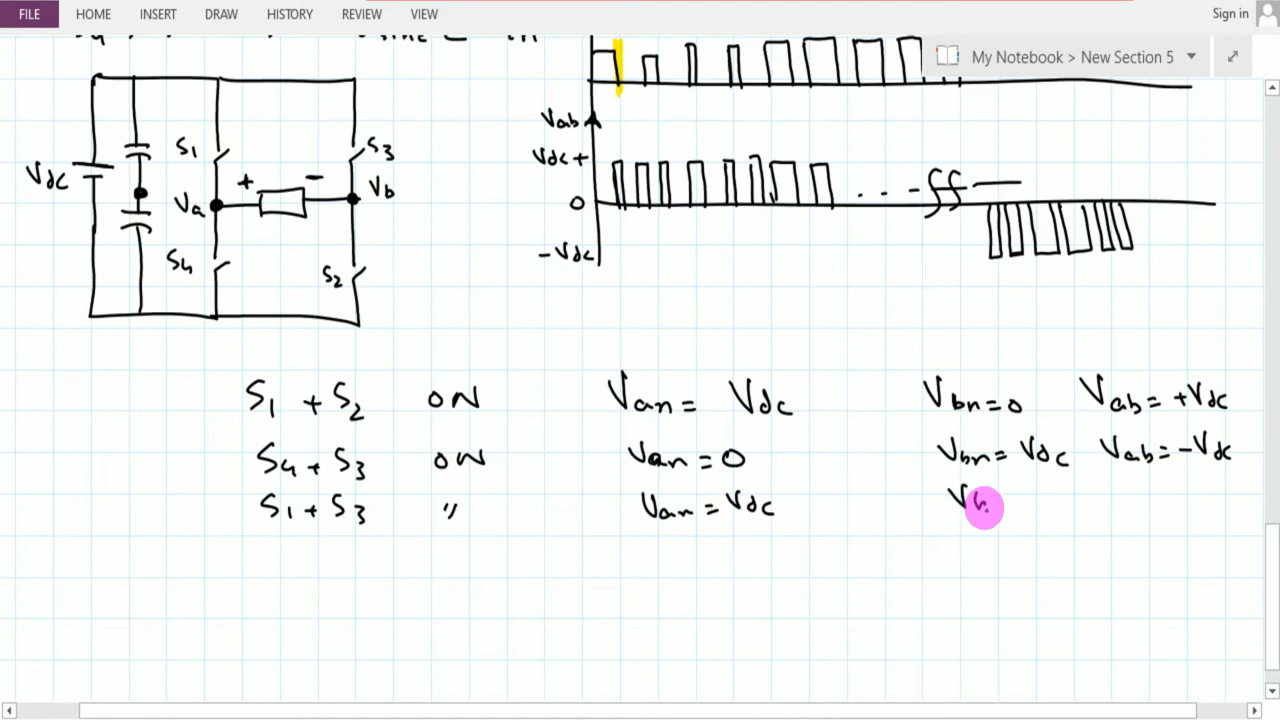 FILE HOME INSERT DRAW HISTORY REVIEW VIEW Sign in
My Notebook > New Section 5
Vab
Vdc+
0
-Vdc
Vdc
S1
S3
+ -
Va
Vb
S4
S2
S1 + S2 ON Van = Vdc Vbn = 0 Vab = +Vdc
S4 + S3 ON Van = 0 Vbn = Vdc Vab = -Vdc
S1 + S3 " Van = Vdc Vb